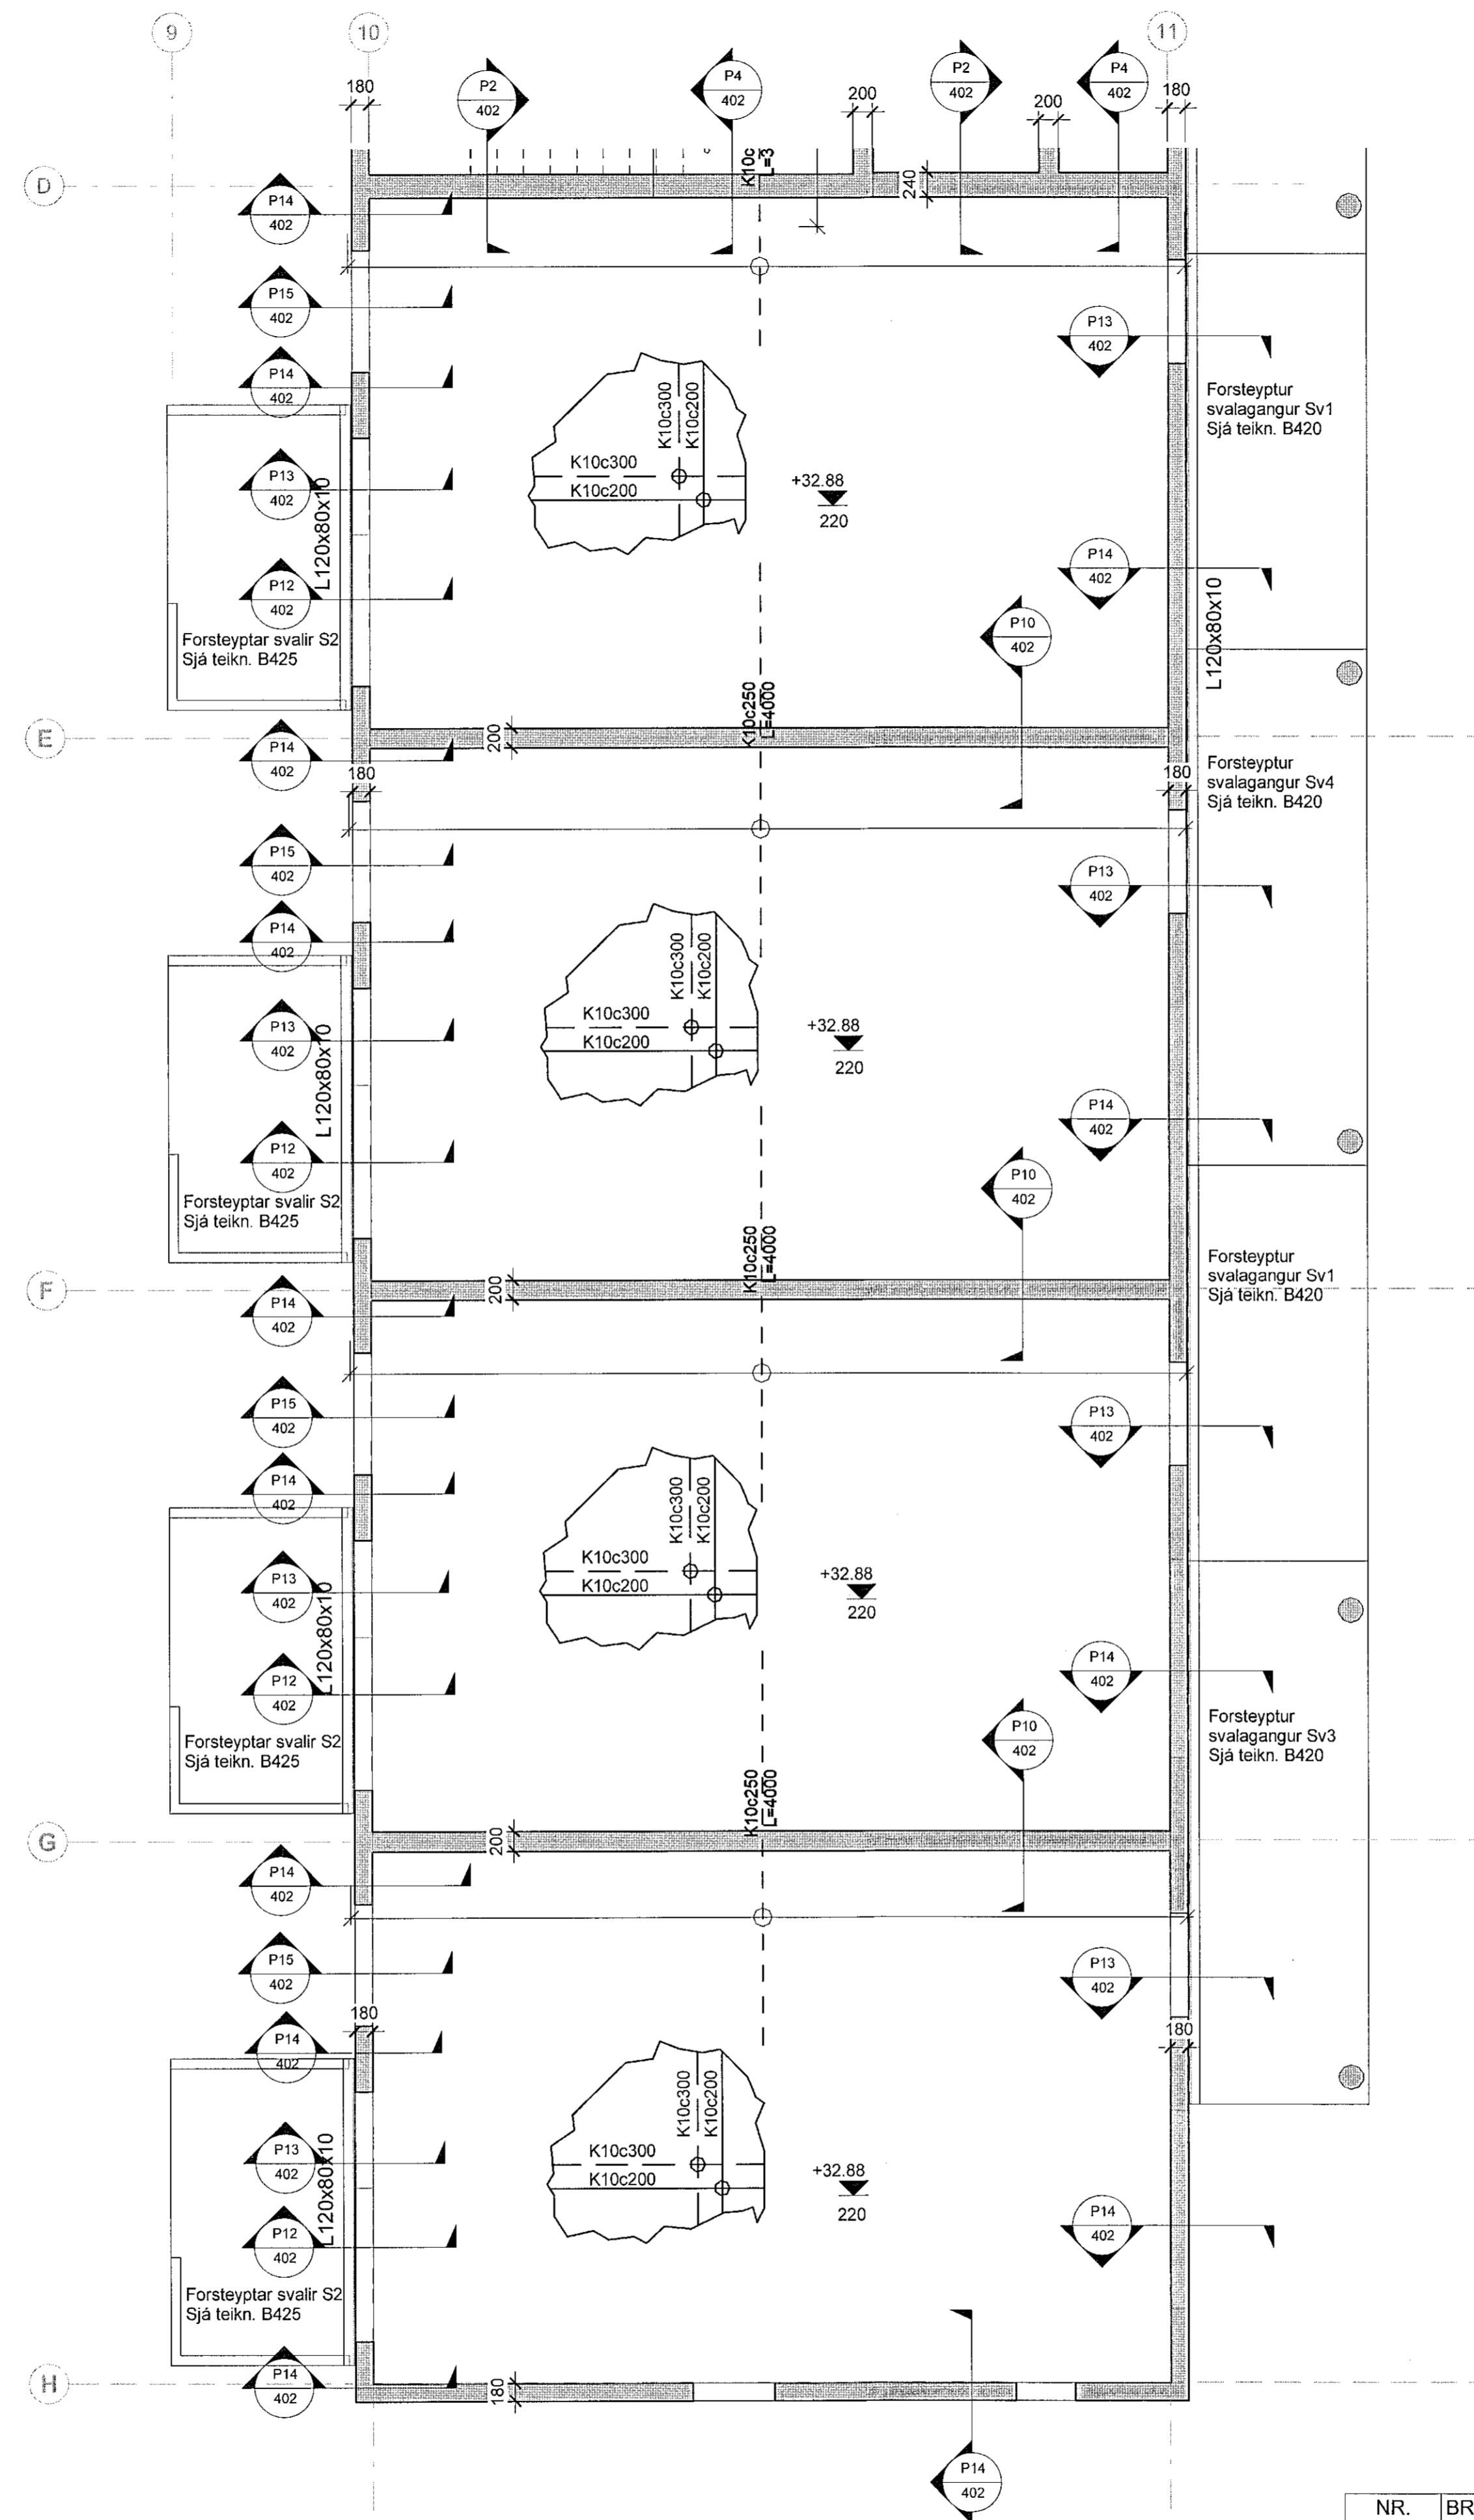 9
10
11
180
P2
402
P4
402
200
P2
402
200
P4
402
180
D
K10c
L=3
240
P14
402
P15
402
P13
402
P14
402
K10c300
K10c200
Forsteyptur
svalagangur Sv1
Sjá teikn. B420
K10c300
K10c200
P13
402
L120x80x10
+32.88
220
P14
402
P12
402
L120x80x10
P10
402
Forsteyptar svalir S2
Sjá teikn. B425
K10c250
L=4000
E
200
P14
402
180
180
Forsteyptur
svalagangur Sv4
Sjá teikn. B420
P15
402
P13
402
P14
402
K10c300
K10c200
K10c300
K10c200
P13
402
L120x80x10
+32.88
220
P14
402
P12
402
P10
402
Forsteyptar svalir S2
Sjá teikn. B425
K10c250
L=4000
Forsteyptur
svalagangur Sv1
Sjá teikn. B420
F
200
P14
402
P15
402
P13
402
P14
402
K10c300
K10c200
K10c300
K10c200
P13
402
L120x80x10
+32.88
220
P14
402
P12
402
P10
402
Forsteyptur
svalagangur Sv3
Sjá teikn. B420
Forsteyptar svalir S2
Sjá teikn. B425
K10c250
L=4000
G
200
P14
402
P15
402
P13
402
180
P14
402
180
K10c300
K10c200
K10c300
K10c200
P13
402
L120x80x10
+32.88
220
P12
402
P14
402
Forsteyptar svalir S2
Sjá teikn. B425
H
P14
402
180
P14
402
NR.
BR